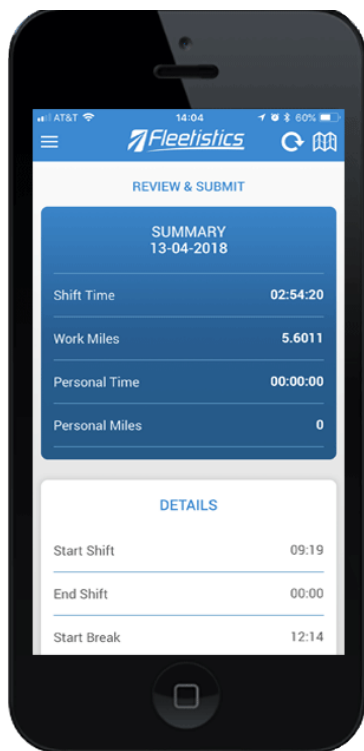 AT&T 14:04 60%
Fleetistics
REVIEW & SUBMIT
SUMMARY
13-04-2018
Shift Time 02:54:20
Work Miles 5.6011
Personal Time 00:00:00
Personal Miles 0
DETAILS
Start Shift 09:19
End Shift 00:00
Start Break 12:14